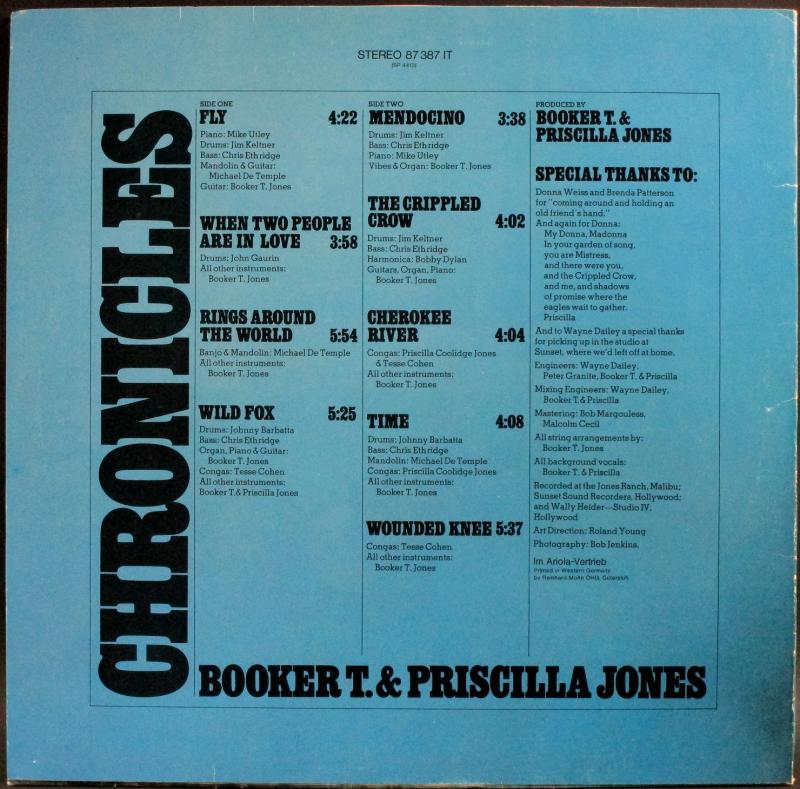 STEREO 87 387 IT
(SP 4413)
CHRONICLES
SIDE ONE
FLY 4:22
Piano: Mike Utley
Drums: Jim Keltner
Bass: Chris Ethridge
Mandolin & Guitar:
Michael De Temple
Guitar: Booker T. Jones
WHEN TWO PEOPLE
ARE IN LOVE 3:58
Drums: John Gaurin
All other instruments:
Booker T. Jones
RINGS AROUND
THE WORLD 5:54
Banjo & Mandolin: Michael De Temple
All other instruments:
Booker T. Jones
WILD FOX 5:25
Drums: Johnny Barbatta
Bass: Chris Ethridge
Organ, Piano & Guitar:
Booker T. Jones
Congas: Tesse Cohen
All other instruments:
Booker T. & Priscilla Jones
SIDE TWO
MENDOCINO 3:38
Drums: Jim Keltner
Bass: Chris Ethridge
Piano: Mike Utley
Vibes & Organ: Booker T. Jones
THE CRIPPLED
CROW 4:02
Drums: Jim Keltner
Bass: Chris Ethridge
Harmonica: Bobby Dylan
Guitars, Organ, Piano:
Booker T. Jones
CHEROKEE
RIVER 4:04
Congas: Priscilla Coolidge Jones
& Tesse Cohen
All other instruments:
Booker T. Jones
TIME 4:08
Drums: Johnny Barbatta
Bass: Chris Ethridge
Mandolin: Michael De Temple
Congas: Priscilla Coolidge Jones
All other instruments:
Booker T. Jones
WOUNDED KNEE 5:37
Congas: Tesse Cohen
All other instruments:
Booker T. Jones
PRODUCED BY
BOOKER T. &
PRISCILLA JONES
SPECIAL THANKS TO:
Donna Weiss and Brenda Patterson
for "coming around and holding an
old friend's hand."
And again for Donna:
My Donna, Madonna
In your garden of song,
you are Mistress,
and there were you,
and the Crippled Crow,
and me, and shadows
of promise where the
eagles wait to gather.
Priscilla
And to Wayne Dailey a special thanks
for picking up in the studio at
Sunset, where we'd left off at home.
Engineers: Wayne Dailey,
Peter Granite, Booker T. & Priscilla
Mixing Engineers: Wayne Dailey,
Booker T. & Priscilla
Mastering: Bob Margouless,
Malcolm Cecil
All string arrangements by:
Booker T. Jones
All background vocals:
Booker T. & Priscilla
Recorded at the Jones Ranch, Malibu;
Sunset Sound Recorders, Hollywood;
and Wally Heider—Studio IV,
Hollywood
Art Direction: Roland Young
Photography: Bob Jenkins.
Im Ariola-Vertrieb
Printed in Western Germany
by Reinhard Mohn OHG, Gütersloh
BOOKER T. & PRISCILLA JONES